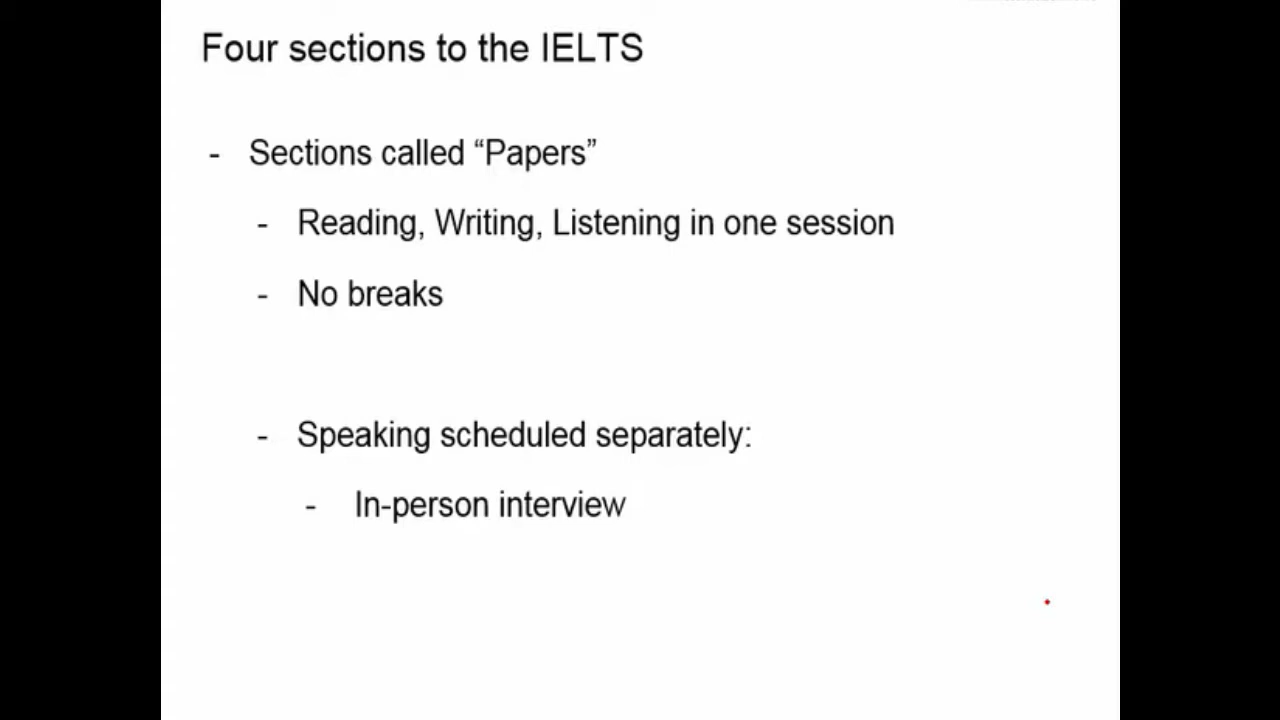 Four sections to the IELTS
- Sections called “Papers”
- Reading, Writing, Listening in one session
- No breaks
- Speaking scheduled separately:
- In-person interview